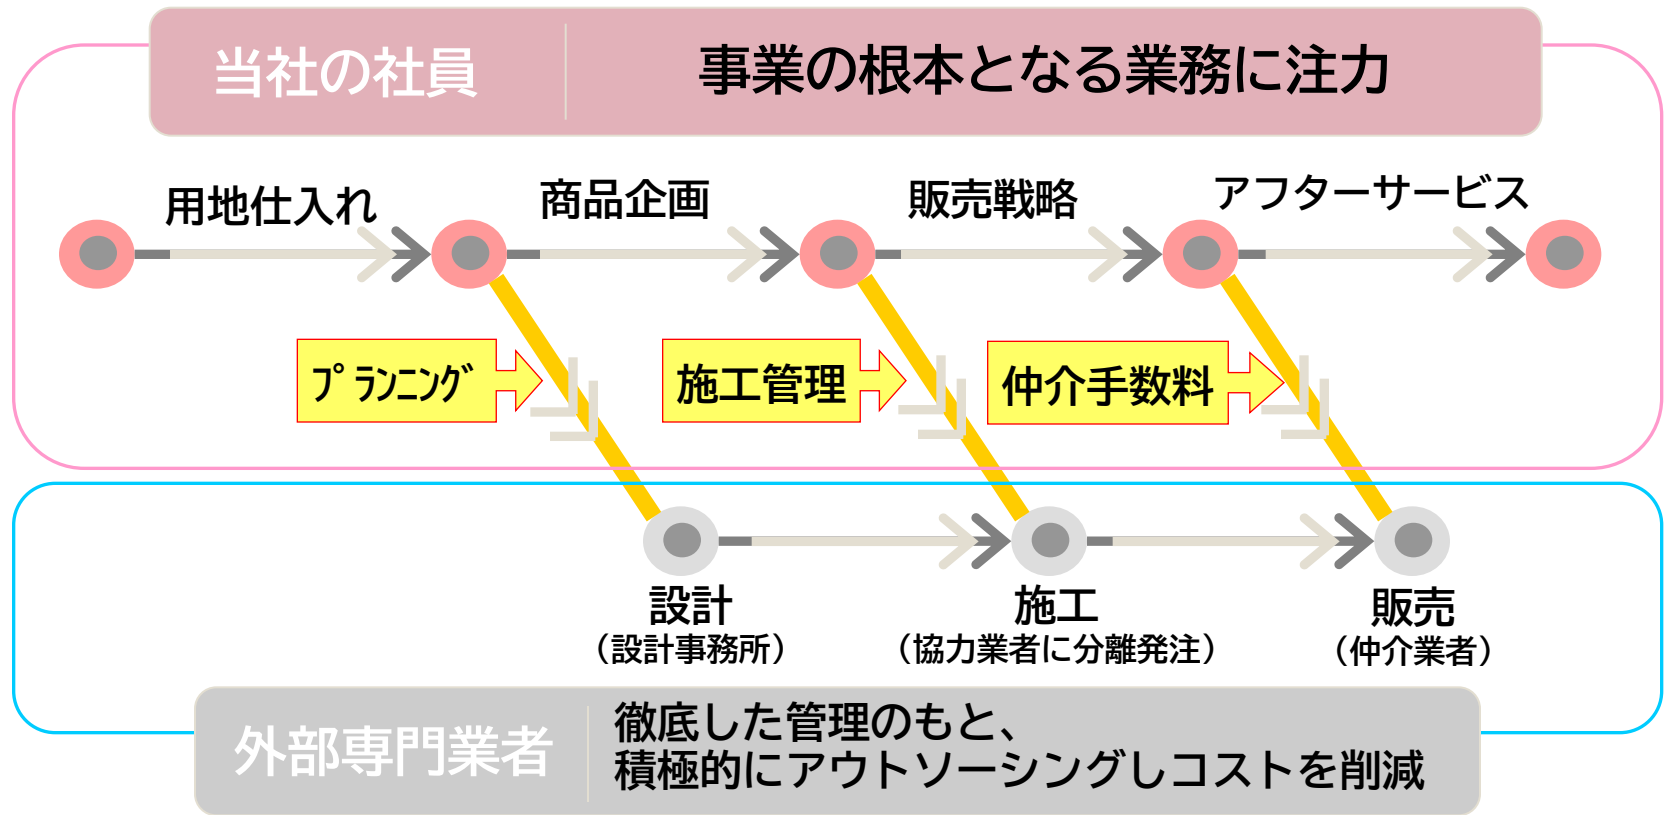 当社の社員
事業の根本となる業務に注力
用地仕入れ
商品企画
販売戦略
アフターサービス
ﾌﾟﾗﾝﾆﾝｸﾞ
施工管理
仲介手数料
設計
（設計事務所）
施工
（協力業者に分離発注）
販売
（仲介業者）
外部専門業者
徹底した管理のもと、
積極的にアウトソーシングしコストを削減